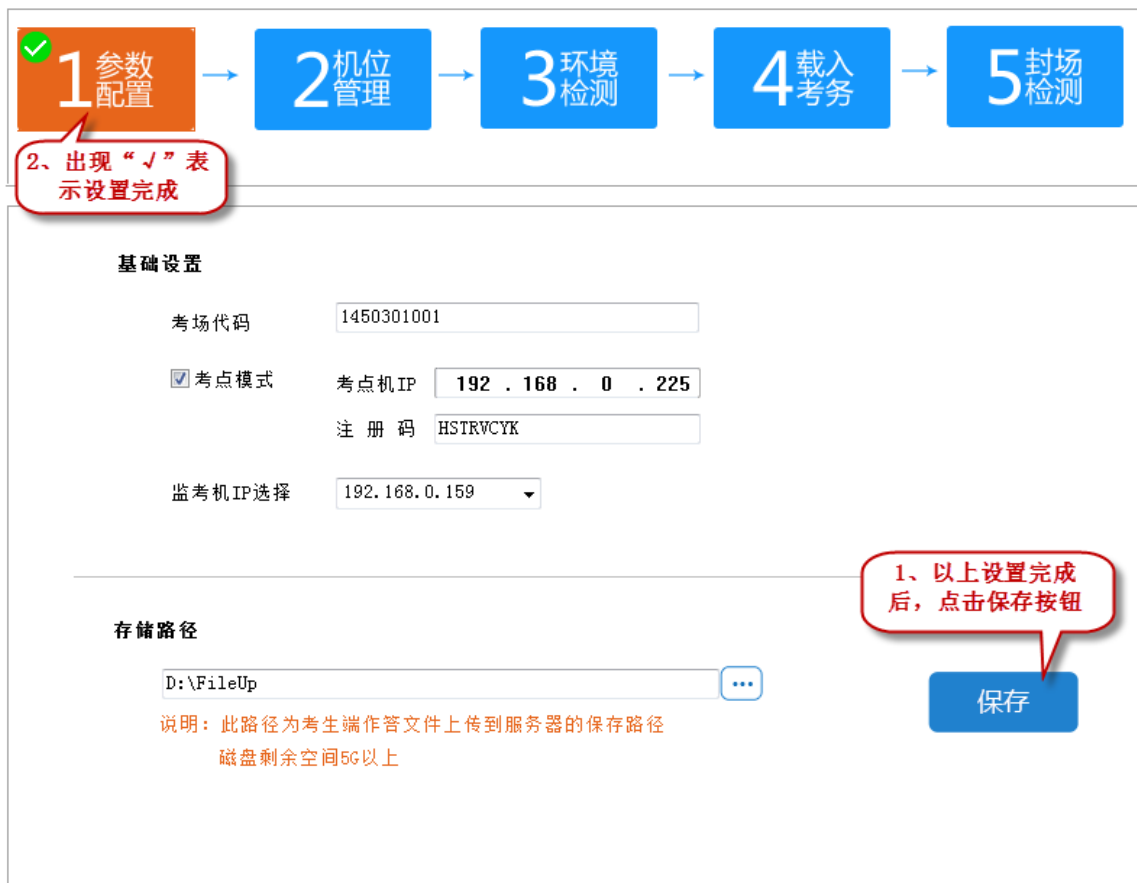 1 参数配置
2 机位管理
3 环境检测
4 载入考务
5 封场检测
2、出现“√”表
示设置完成
基础设置
考场代码 1450301001
考点模式 考点机IP 192 . 168 . 0 . 225
注 册 码 HSTRVCYK
监考机IP选择 192.168.0.159
1、以上设置完成
后，点击保存按钮
存储路径
D:\FileUp ...
保存
说明：此路径为考生端作答文件上传到服务器的保存路径
磁盘剩余空间5G以上